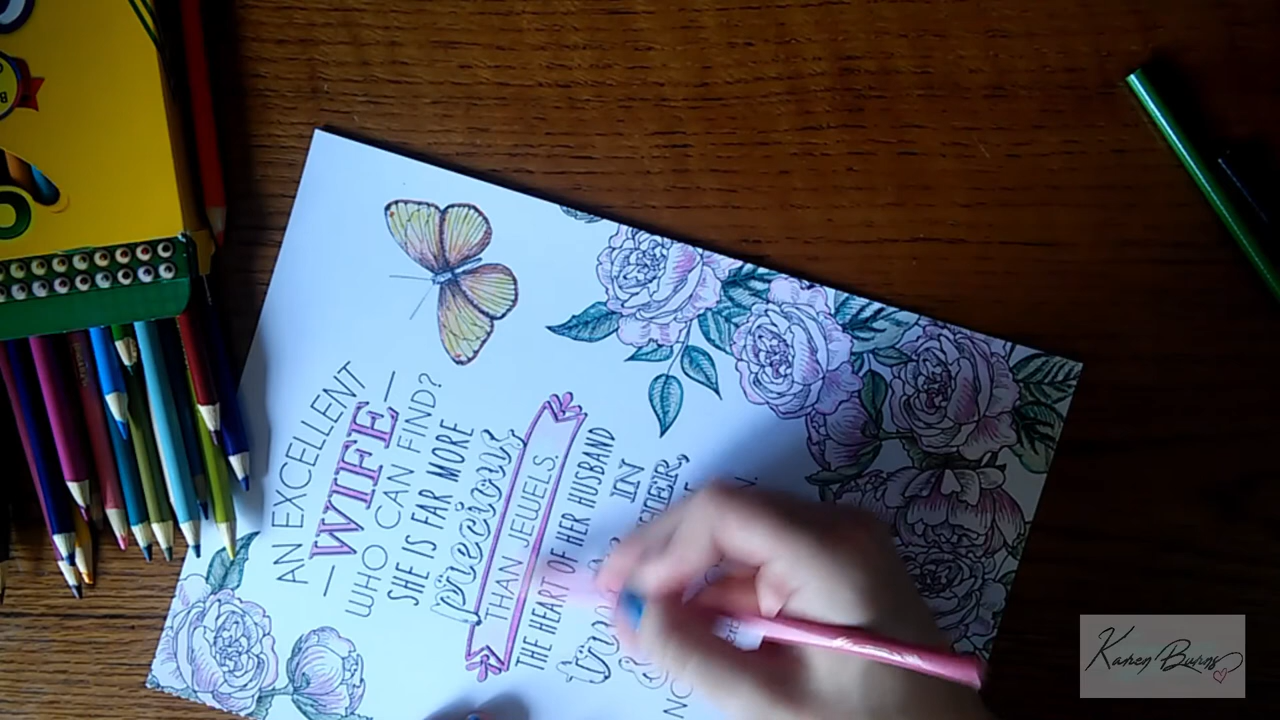 AN EXCELLENT
WIFE
WHO CAN FIND?
SHE IS FAR MORE
precious
THAN JEWELS.
THE HEART OF HER HUSBAND
IN
Karen Burns